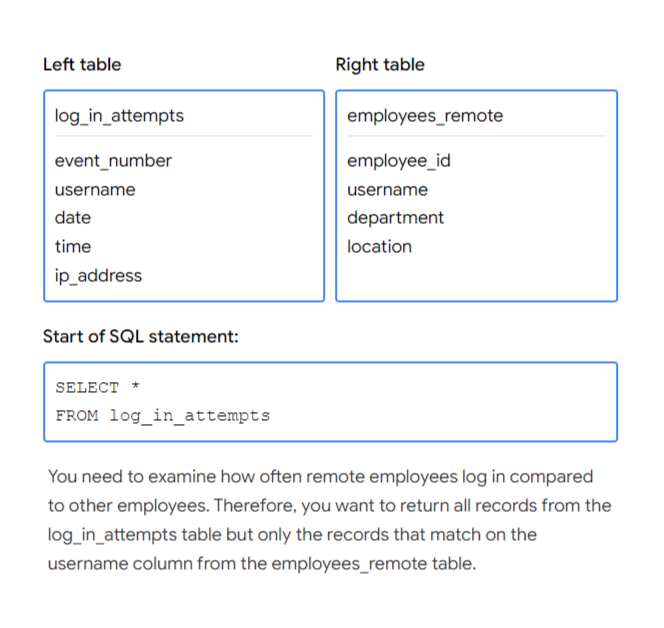 Left table
Right table
log_in_attempts
event_number
username
date
time
ip_address
employees_remote
employee_id
username
department
location
Start of SQL statement:
SELECT *
FROM log_in_attempts
You need to examine how often remote employees log in compared
to other employees. Therefore, you want to return all records from the
log_in_attempts table but only the records that match on the
username column from the employees_remote table.